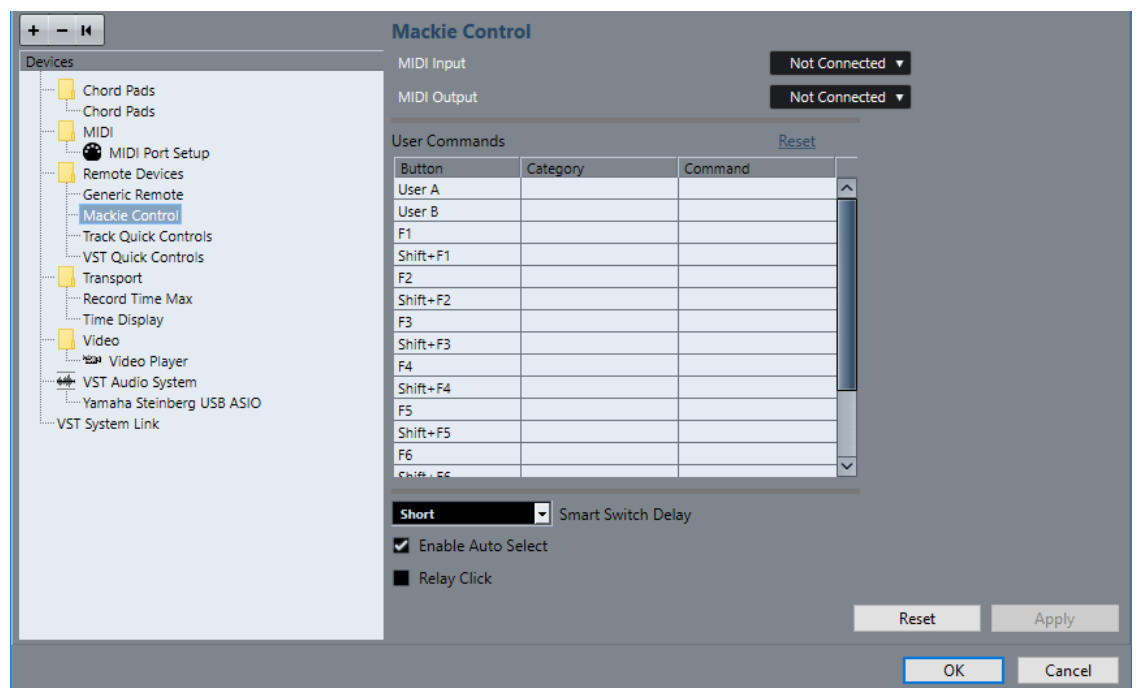 Devices
Chord Pads
Chord Pads
MIDI
MIDI Port Setup
Remote Devices
Generic Remote
Mackie Control
Track Quick Controls
VST Quick Controls
Transport
Record Time Max
Time Display
Video
Video Player
VST Audio System
Yamaha Steinberg USB ASIO
VST System Link
Mackie Control
MIDI Input Not Connected
MIDI Output Not Connected
User Commands Reset
Button Category Command
User A
User B
F1
Shift+F1
F2
Shift+F2
F3
Shift+F3
F4
Shift+F4
F5
Shift+F5
F6
Shift+F6
Short Smart Switch Delay
Enable Auto Select
Relay Click
Reset Apply
OK Cancel